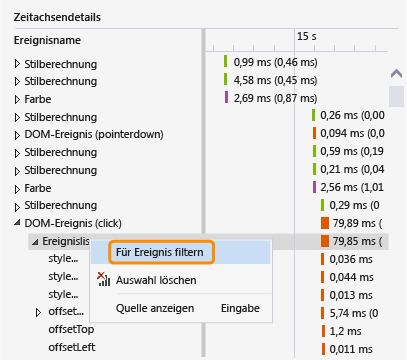 Zeitachsendetails
Ereignisname
15 s
Stilberechnung 0,99 ms (0,46 ms)
Stilberechnung 4,58 ms (0,45 ms)
Farbe 2,69 ms (0,87 ms)
Stilberechnung 0,26 ms (0,00
DOM-Ereignis (pointerdown) 0,094 ms (0,0
Stilberechnung 0,59 ms (0,19
Stilberechnung 0,21 ms (0,04
Farbe 2,56 ms (1,01
Stilberechnung 0,29 ms (0
DOM-Ereignis (click) 79,89 ms (
Ereignislis 79,85 ms (
Für Ereignis filtern
style... 0,036 ms
Auswahl löschen
style... 0,044 ms
style... 0,013 ms
Quelle anzeigen Eingabe
offset... 5,74 ms (0
offsetTop 1,2 ms
offsetLeft 0,011 ms